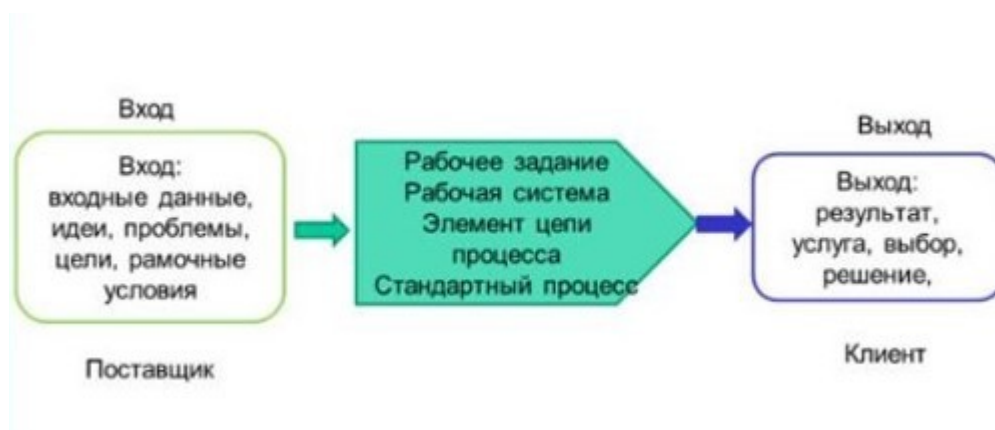 Вход
Вход:
входные данные,
идеи, проблемы,
цели, рамочные
условия
Поставщик
Рабочее задание
Рабочая система
Элемент цепи
процесса
Стандартный процесс
Выход
Выход:
результат,
услуга, выбор,
решение,
Клиент